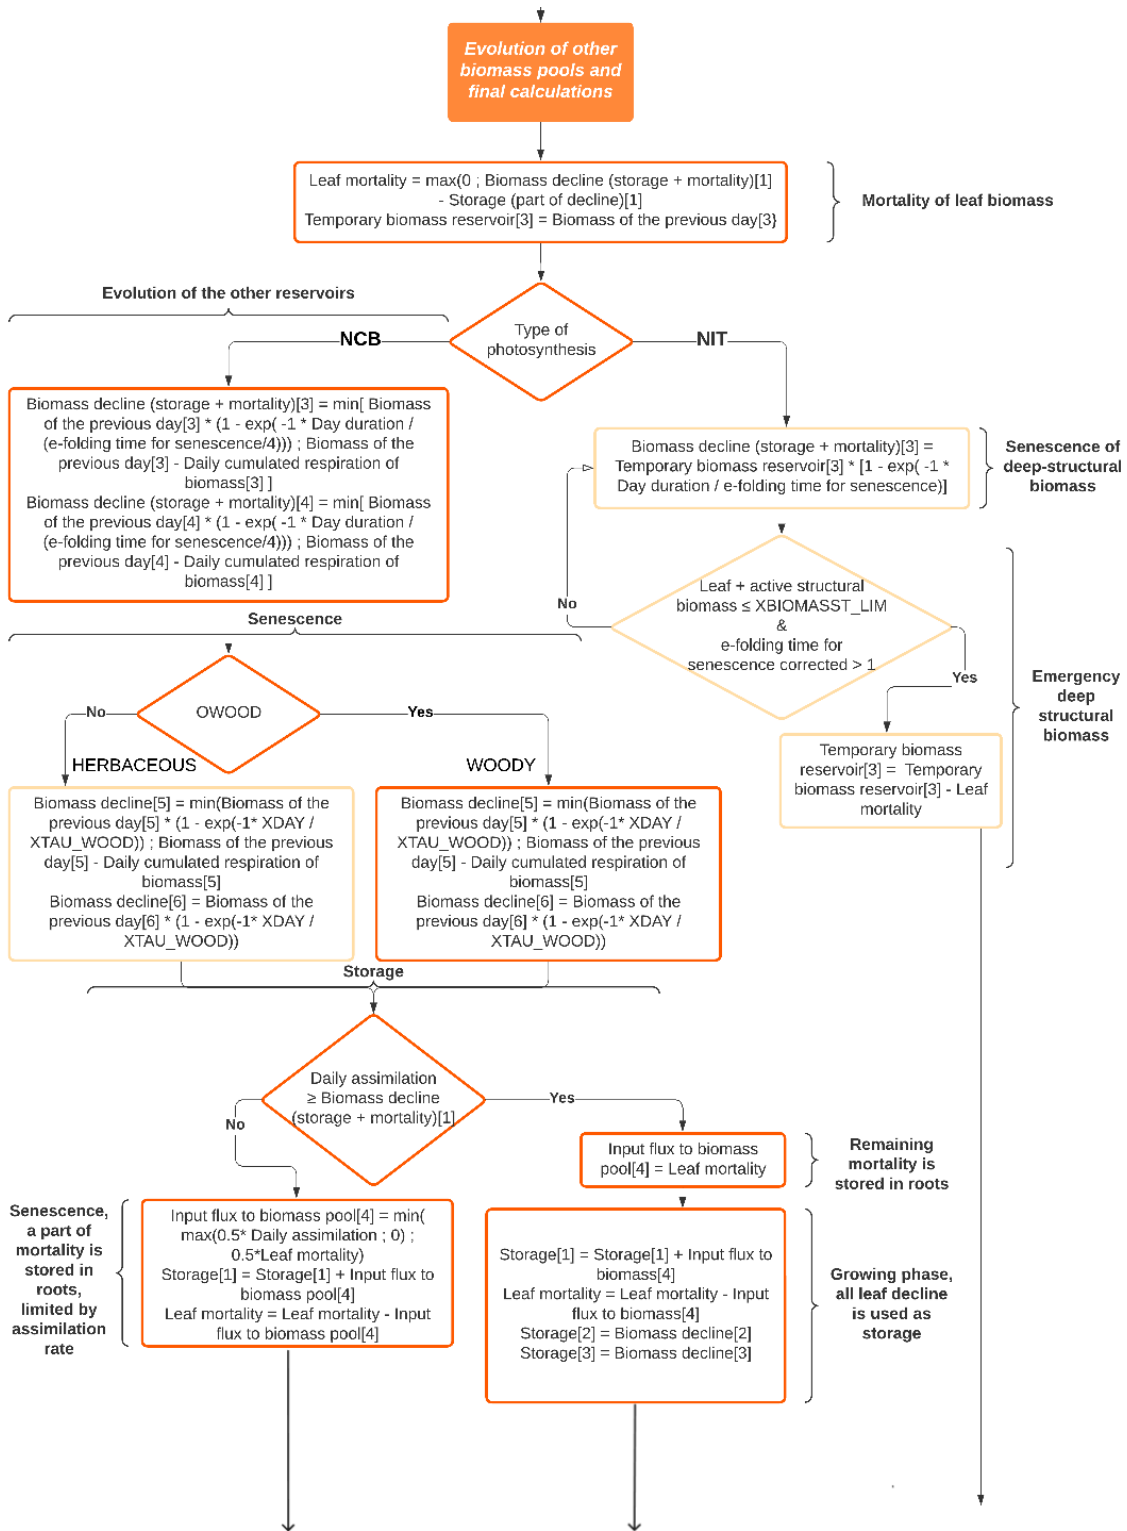 Evolution of other
biomass pools and
final calculations
Leaf mortality = max(0 ; Biomass decline (storage + mortality)[1]
- Storage (part of decline)[1]
Temporary biomass reservoir[3] = Biomass of the previous day[3}
Mortality of leaf biomass
Evolution of the other reservoirs
Type of
photosynthesis
NCB
NIT
Biomass decline (storage + mortality)[3] = min[ Biomass
of the previous day[3] * (1 - exp( -1 * Day duration /
(e-folding time for senescence/4))) ; Biomass of the
previous day[3] - Daily cumulated respiration of
biomass[3] ]
Biomass decline (storage + mortality)[4] = min[ Biomass
of the previous day[4] * (1 - exp( -1 * Day duration /
(e-folding time for senescence/4))) ; Biomass of the
previous day[4] - Daily cumulated respiration of
biomass[4] ]
Biomass decline (storage + mortality)[3] =
Temporary biomass reservoir[3] * [1 - exp( -1 *
Day duration / e-folding time for senescence)]
Senescence of
deep-structural
biomass
Leaf + active structural
biomass ≤ XBIOMASST_LIM
&
e-folding time for
senescence corrected > 1
No
Yes
Emergency
deep
structural
biomass
Temporary biomass
reservoir[3] = Temporary
biomass reservoir[3] - Leaf
mortality
Senescence
OWOOD
No
Yes
HERBACEOUS
WOODY
Biomass decline[5] = min(Biomass of the
previous day[5] * (1 - exp(-1* XDAY /
XTAU_WOOD)) ; Biomass of the previous
day[5] - Daily cumulated respiration of
biomass[5]
Biomass decline[6] = Biomass of the
previous day[6] * (1 - exp(-1* XDAY /
XTAU_WOOD))
Biomass decline[5] = min(Biomass of the
previous day[5] * (1 - exp(-1* XDAY /
XTAU_WOOD)) ; Biomass of the previous
day[5] - Daily cumulated respiration of
biomass[5]
Biomass decline[6] = Biomass of the
previous day[6] * (1 - exp(-1* XDAY /
XTAU_WOOD))
Storage
Daily assimilation
≥ Biomass decline
(storage + mortality)[1]
No
Yes
Input flux to biomass
pool[4] = Leaf mortality
Remaining
mortality is
stored in roots
Senescence,
a part of
mortality is
stored in
roots,
limited by
assimilation
rate
Input flux to biomass pool[4] = min(
max(0.5* Daily assimilation ; 0) ;
0.5*Leaf mortality)
Storage[1] = Storage[1] + Input flux to
biomass pool[4]
Leaf mortality = Leaf mortality - Input
flux to biomass pool[4]
Storage[1] = Storage[1] + Input flux to
biomass[4]
Leaf mortality = Leaf mortality - Input
flux to biomass[4]
Storage[2] = Biomass decline[2]
Storage[3] = Biomass decline[3]
Growing phase,
all leaf decline
is used as
storage